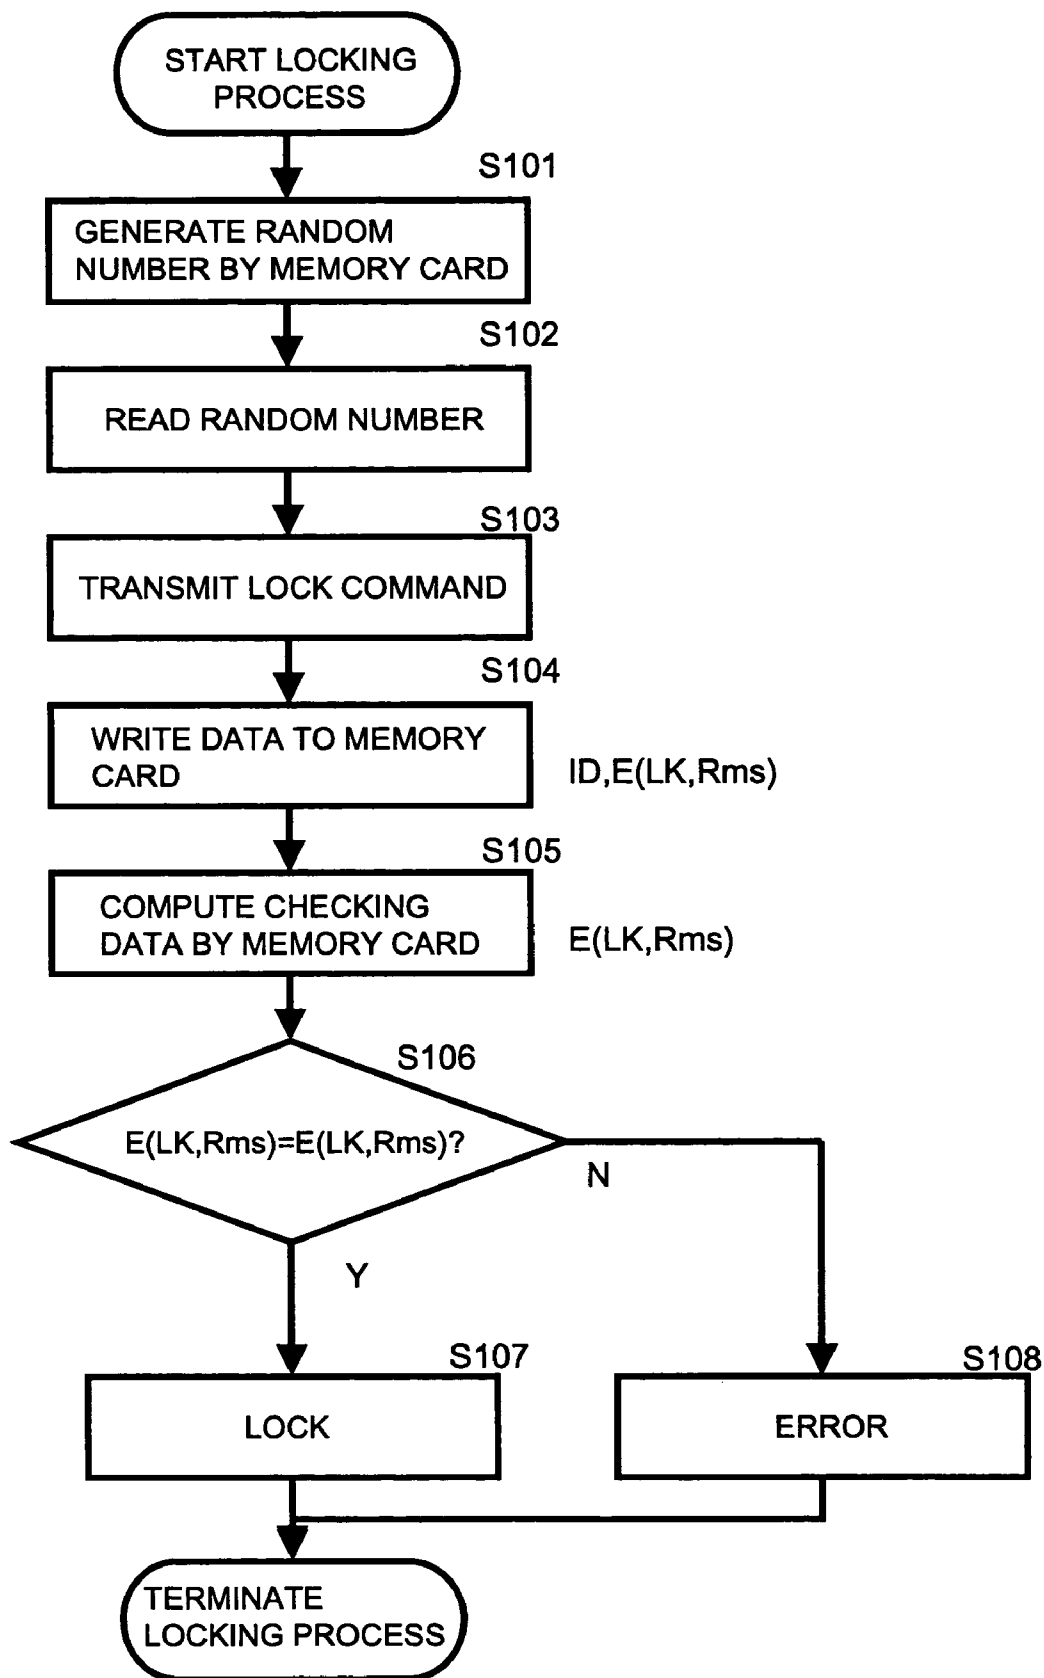 START LOCKING
PROCESS
S101
GENERATE RANDOM
NUMBER BY MEMORY CARD
S102
READ RANDOM NUMBER
S103
TRANSMIT LOCK COMMAND
S104
WRITE DATA TO MEMORY
CARD
ID,E(LK,Rms)
S105
COMPUTE CHECKING
DATA BY MEMORY CARD
E(LK,Rms)
S106
E(LK,Rms)=E(LK,Rms)?
N
Y
S107
LOCK
S108
ERROR
TERMINATE
LOCKING PROCESS